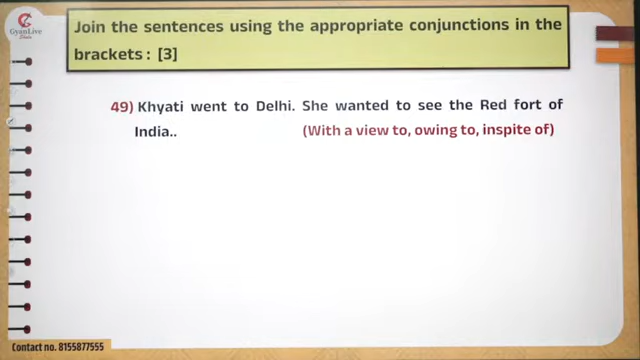 GyanLive
Join the sentences using the appropriate conjunctions in the
brackets : [3]
49) Khyati went to Delhi. She wanted to see the Red fort of
India..
(With a view to, owing to, inspite of)
Contact no. 8155877555